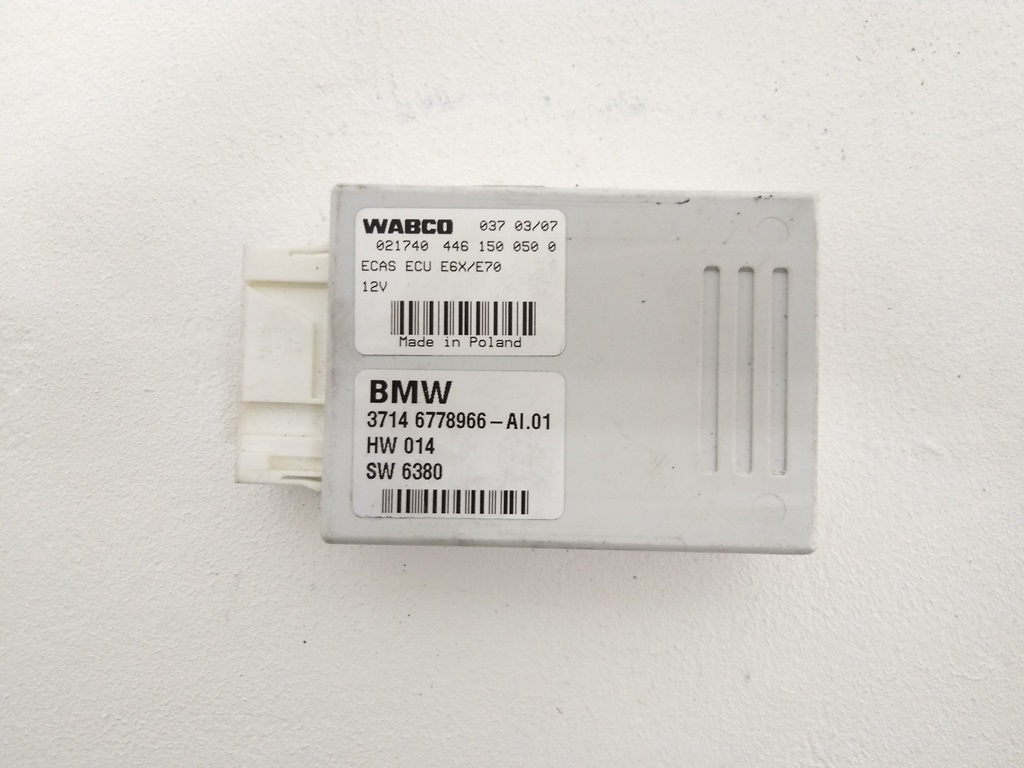 WABCO 037 03/07
021740 446 150 050 0
ECAS ECU E6X/E70
12V
Made in Poland
BMW
3714 6778966-AI.01
HW 014
SW 6380